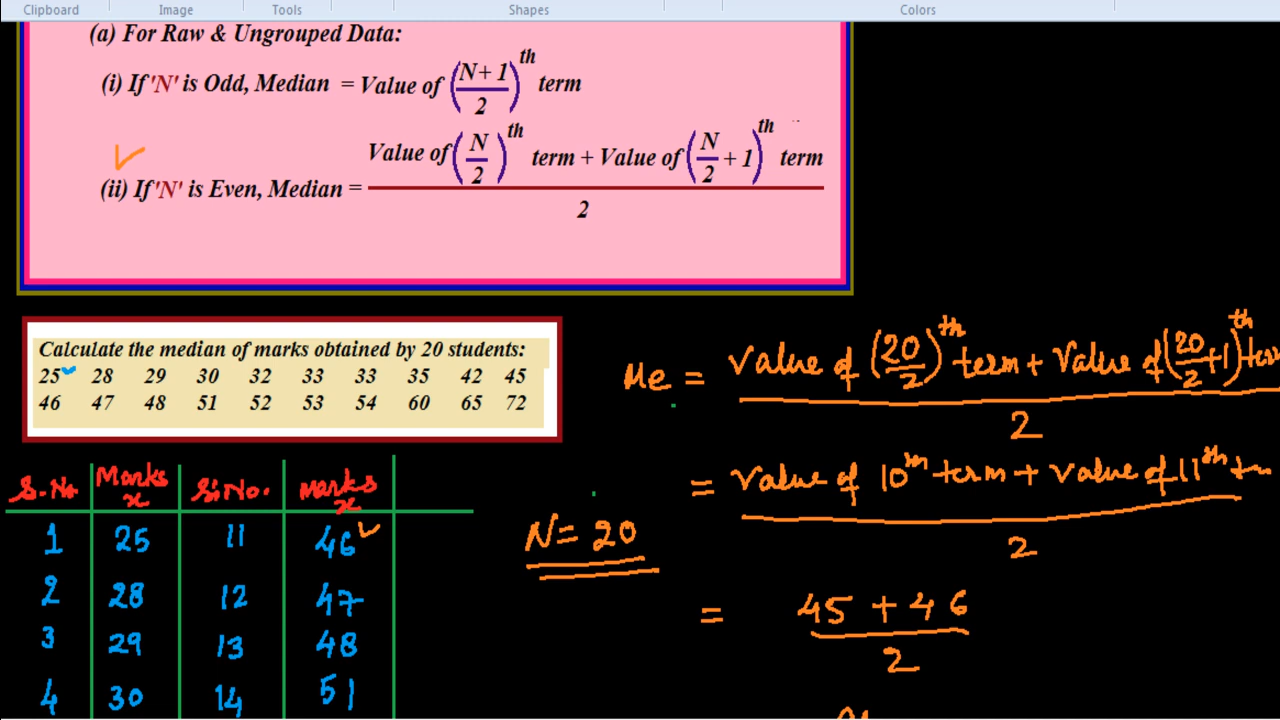 Clipboard Image Tools Shapes Colors
(a) For Raw & Ungrouped Data:
(i) If 'N' is Odd, Median = Value of (N+1/2)th term
(ii) If 'N' is Even, Median = Value of (N/2)th term + Value of (N/2+1)th term
2
Calculate the median of marks obtained by 20 students:
25 28 29 30 32 33 33 35 42 45
46 47 48 51 52 53 54 60 65 72
Me = Value of (20/2)th term + Value of (20/2+1)th
2
= Value of 10th term + Value of 11th
2
N = 20
= 45 + 46
2
S.No Marks x S.No. Marks x
1 25 11 46
2 28 12 47
3 29 13 48
4 30 14 51